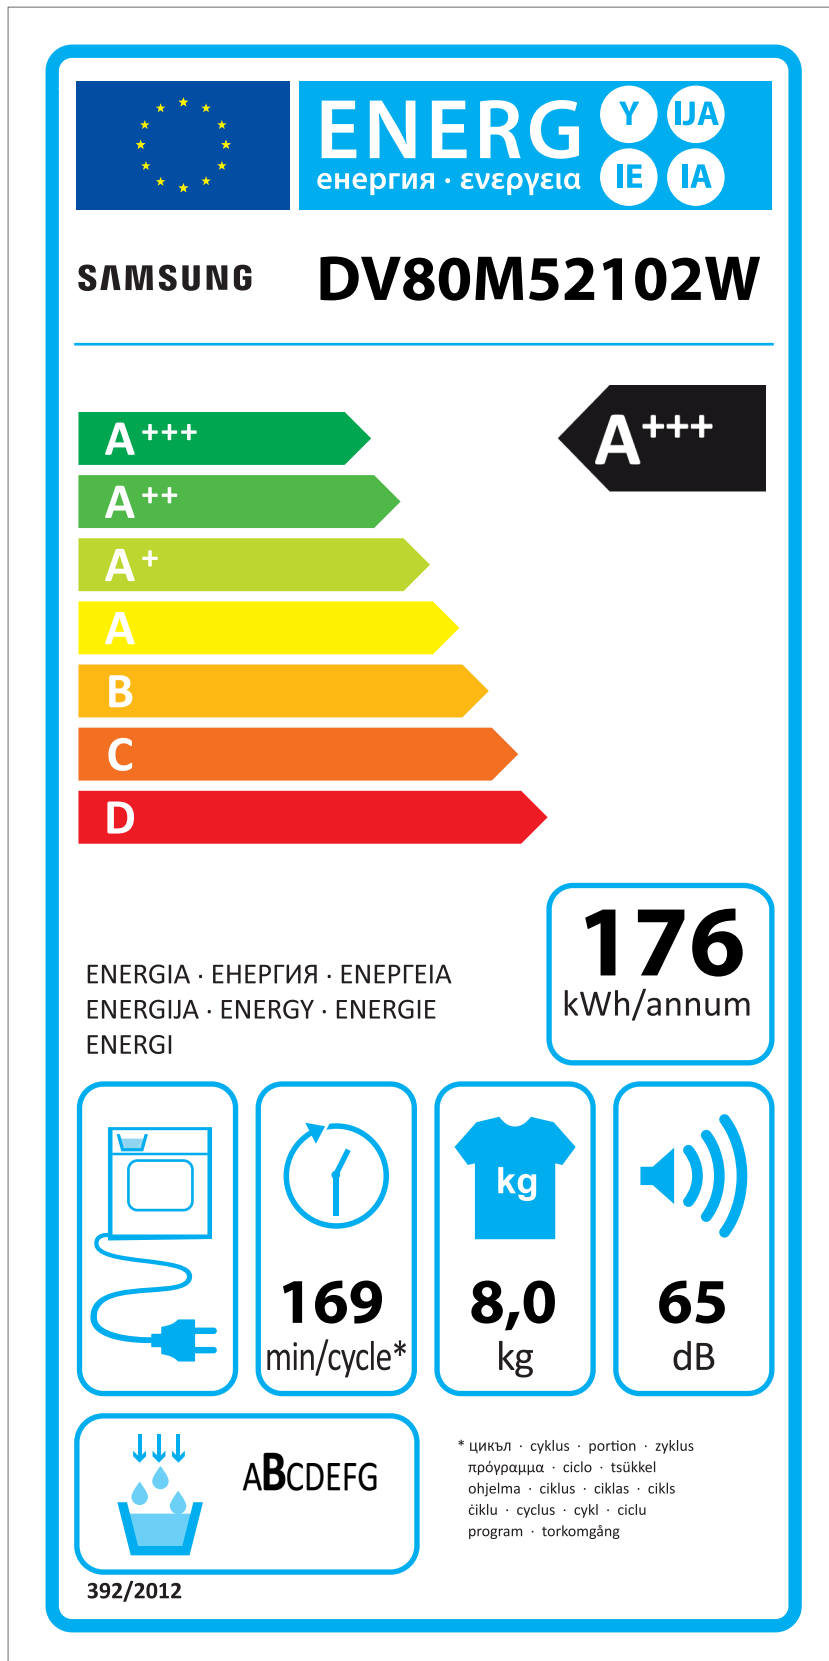 ENERG
Y
IJA
IE
IA
енергия · ενεργεια
SAMSUNG
DV80M52102W
A+++
A+++
A++
A+
A
B
C
D
176
kWh/annum
ENERGIA · ЕНЕРГИЯ · ΕΝΕΡΓΕΙΑ
ENERGIJA · ENERGY · ENERGIE
ENERGI
kg
169
min/cycle*
8,0
kg
65
dB
ABCDEFG
* цикъл · cyklus · portion · zyklus
πρόγραμμα · ciclo · tsükkel
ohjelma · ciklus · ciklas · cikls
ċiklu · cyclus · cykl · ciclu
program · torkomgång
392/2012